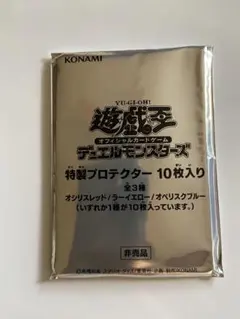 KONAMI
YU-GI-OH!
遊戯王
オフィシャルカードゲーム
デュエルモンスターズ
特製プロテクター 10枚入り
全3種
オシリスレッド/ラーイエロー/オベリスクブルー
(いずれか1種が10枚入っています。)
非売品